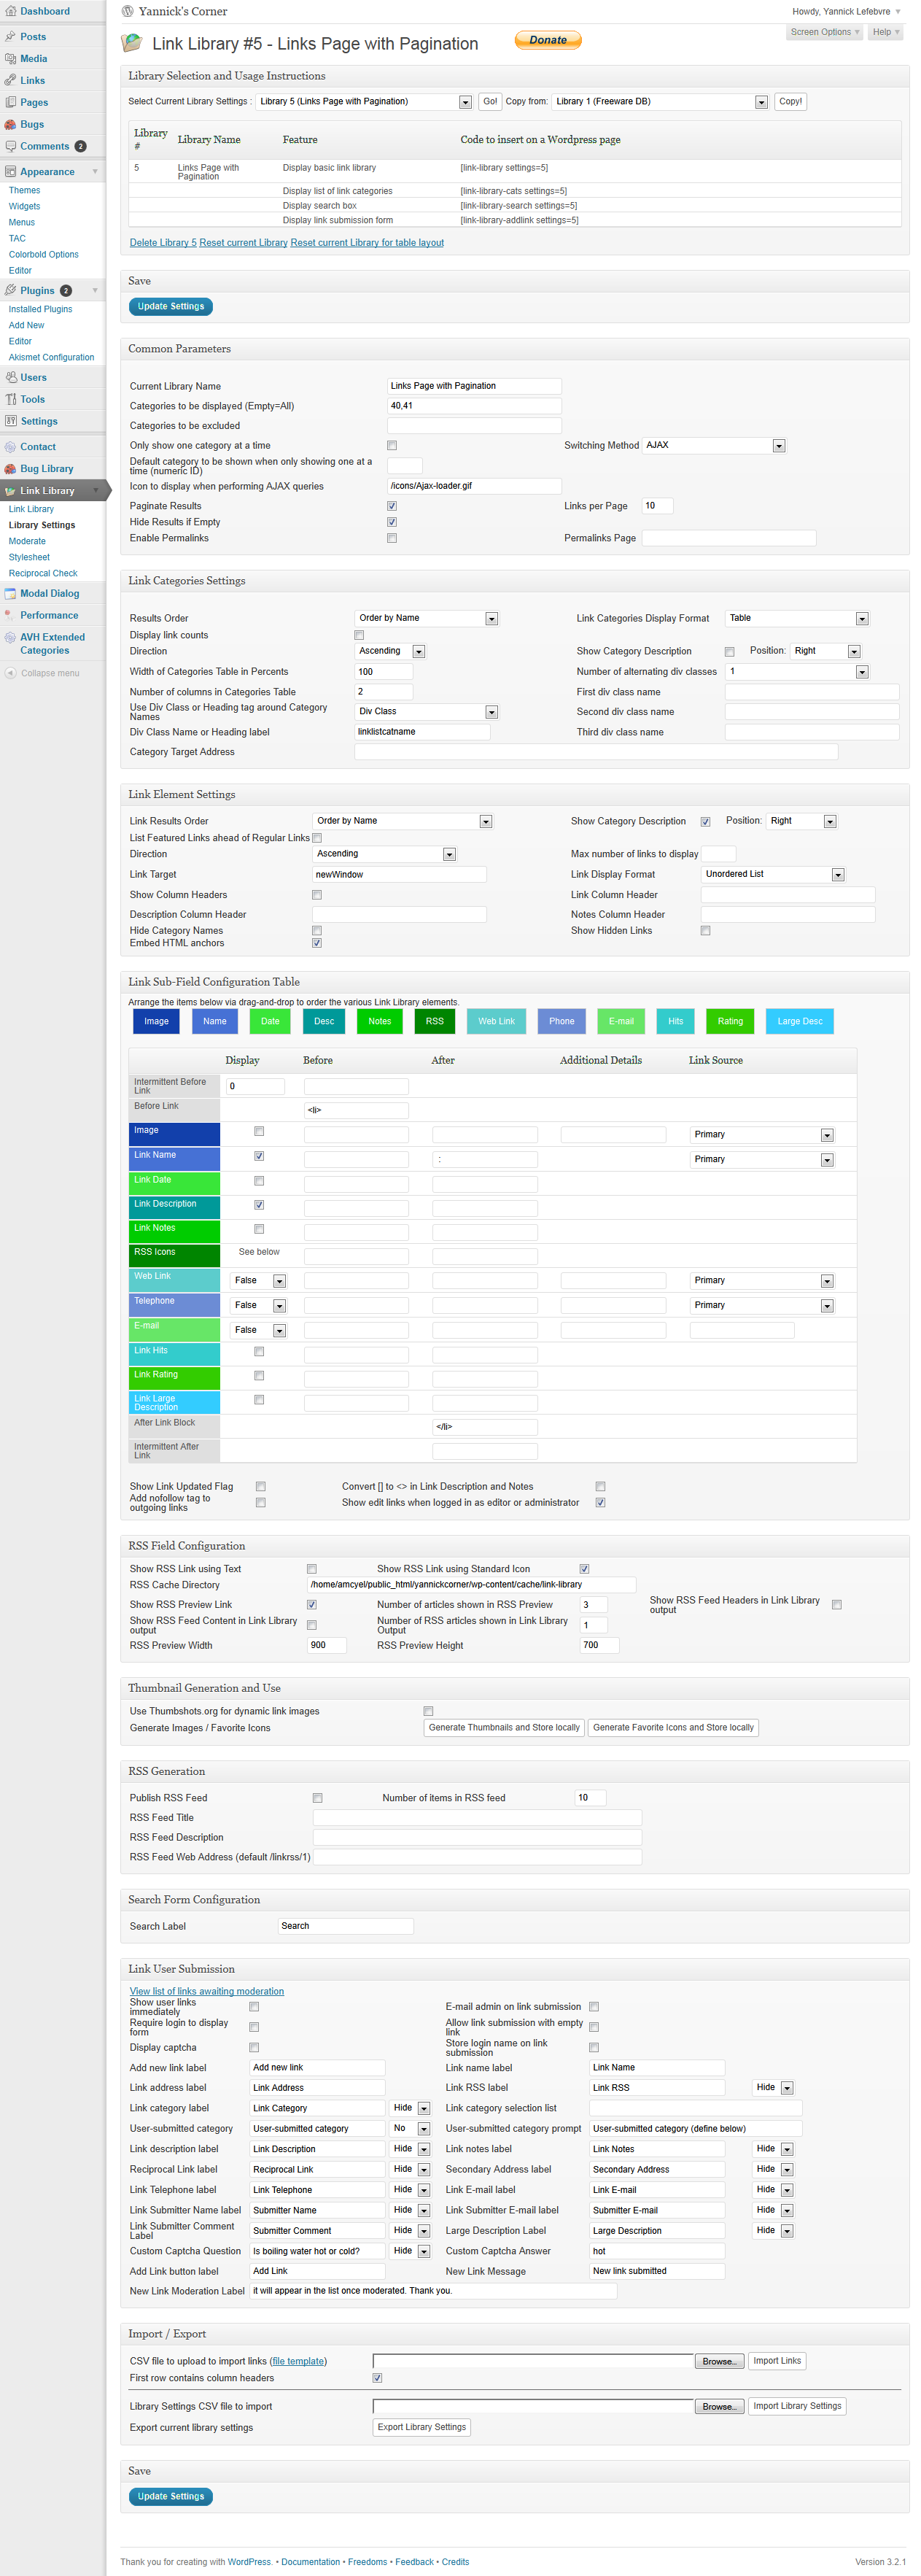 Dashboard
Posts
Media
Links
Pages
Bugs
Comments 2
Appearance
Themes
Widgets
Menus
TAC
Colorbold Options
Editor
Plugins 2
Installed Plugins
Add New
Editor
Akismet Configuration
Users
Tools
Settings
Contact
Bug Library
Link Library
Link Library
Library Settings
Moderate
Stylesheet
Reciprocal Check
Modal Dialog
Performance
AVH Extended
Categories
Collapse menu
Yannick's Corner
Howdy, Yannick Lefebvre
Screen Options Help
Link Library #5 - Links Page with Pagination Donate
Library Selection and Usage Instructions
Select Current Library Settings : Library 5 (Links Page with Pagination) Go! Copy from: Library 1 (Freeware DB) Copy!
Library # Library Name Feature Code to insert on a Wordpress page
5 Links Page with Pagination Display basic link library [link-library settings=5]
Display list of link categories [link-library-cats settings=5]
Display search box [link-library-search settings=5]
Display link submission form [link-library-addlink settings=5]
Delete Library 5 Reset current Library Reset current Library for table layout
Save
Update Settings
Common Parameters
Current Library Name Links Page with Pagination
Categories to be displayed (Empty=All) 40,41
Categories to be excluded
Only show one category at a time Switching Method AJAX
Default category to be shown when only showing one at a
time (numeric ID)
Icon to display when performing AJAX queries /icons/Ajax-loader.gif
Paginate Results Links per Page 10
Hide Results if Empty
Enable Permalinks Permalinks Page
Link Categories Settings
Results Order Order by Name Link Categories Display Format Table
Display link counts
Direction Ascending Show Category Description Position: Right
Width of Categories Table in Percents 100 Number of alternating div classes 1
Number of columns in Categories Table 2 First div class name
Use Div Class or Heading tag around Category
Names Div Class Second div class name
Div Class Name or Heading label linklistcatname Third div class name
Category Target Address
Link Element Settings
Link Results Order Order by Name Show Category Description Position: Right
List Featured Links ahead of Regular Links
Direction Ascending Max number of links to display
Link Target newWindow Link Display Format Unordered List
Show Column Headers Link Column Header
Description Column Header Notes Column Header
Hide Category Names Show Hidden Links
Embed HTML anchors
Link Sub-Field Configuration Table
Arrange the items below via drag-and-drop to order the various Link Library elements.
Image Name Date Desc Notes RSS Web Link Phone E-mail Hits Rating Large Desc
Display Before After Additional Details Link Source
Intermittent Before
Link 0
Before Link <li>
Image Primary
Link Name : Primary
Link Date
Link Description
Link Notes
RSS Icons See below
Web Link False Primary
Telephone False Primary
E-mail False
Link Hits
Link Rating
Link Large
Description
After Link Block </li>
Intermittent After
Link
Show Link Updated Flag Convert [] to <> in Link Description and Notes
Add nofollow tag to
outgoing links Show edit links when logged in as editor or administrator
RSS Field Configuration
Show RSS Link using Text Show RSS Link using Standard Icon
RSS Cache Directory /home/amcyel/public_html/yannickcorner/wp-content/cache/link-library
Show RSS Preview Link Number of articles shown in RSS Preview 3 Show RSS Feed Headers in Link Library
output
Show RSS Feed Content in Link Library
output Number of RSS articles shown in Link Library
Output 1
RSS Preview Width 900 RSS Preview Height 700
Thumbnail Generation and Use
Use Thumbshots.org for dynamic link images
Generate Images / Favorite Icons Generate Thumbnails and Store locally Generate Favorite Icons and Store locally
RSS Generation
Publish RSS Feed Number of items in RSS feed 10
RSS Feed Title
RSS Feed Description
RSS Feed Web Address (default /linkrss/1)
Search Form Configuration
Search Label Search
Link User Submission
View list of links awaiting moderation
Show user links
immediately E-mail admin on link submission
Require login to display
form Allow link submission with empty
link
Display captcha Store login name on link
submission
Add new link label Add new link Link name label Link Name
Link address label Link Address Link RSS label Link RSS Hide
Link category label Link Category Hide Link category selection list
User-submitted category User-submitted category No User-submitted category prompt User-submitted category (define below)
Link description label Link Description Hide Link notes label Link Notes Hide
Reciprocal Link label Reciprocal Link Hide Secondary Address label Secondary Address Hide
Link Telephone label Link Telephone Hide Link E-mail label Link E-mail Hide
Link Submitter Name label Submitter Name Hide Link Submitter E-mail label Submitter E-mail Hide
Link Submitter Comment
Label Submitter Comment Hide Large Description Label Large Description Hide
Custom Captcha Question Is boiling water hot or cold? Hide Custom Captcha Answer hot
Add Link button label Add Link New Link Message New link submitted
New Link Moderation Label it will appear in the list once moderated. Thank you.
Import / Export
CSV file to upload to import links (file template) Browse... Import Links
First row contains column headers
Library Settings CSV file to import Browse... Import Library Settings
Export current library settings Export Library Settings
Save
Update Settings
Thank you for creating with WordPress. • Documentation • Freedoms • Feedback • Credits Version 3.2.1